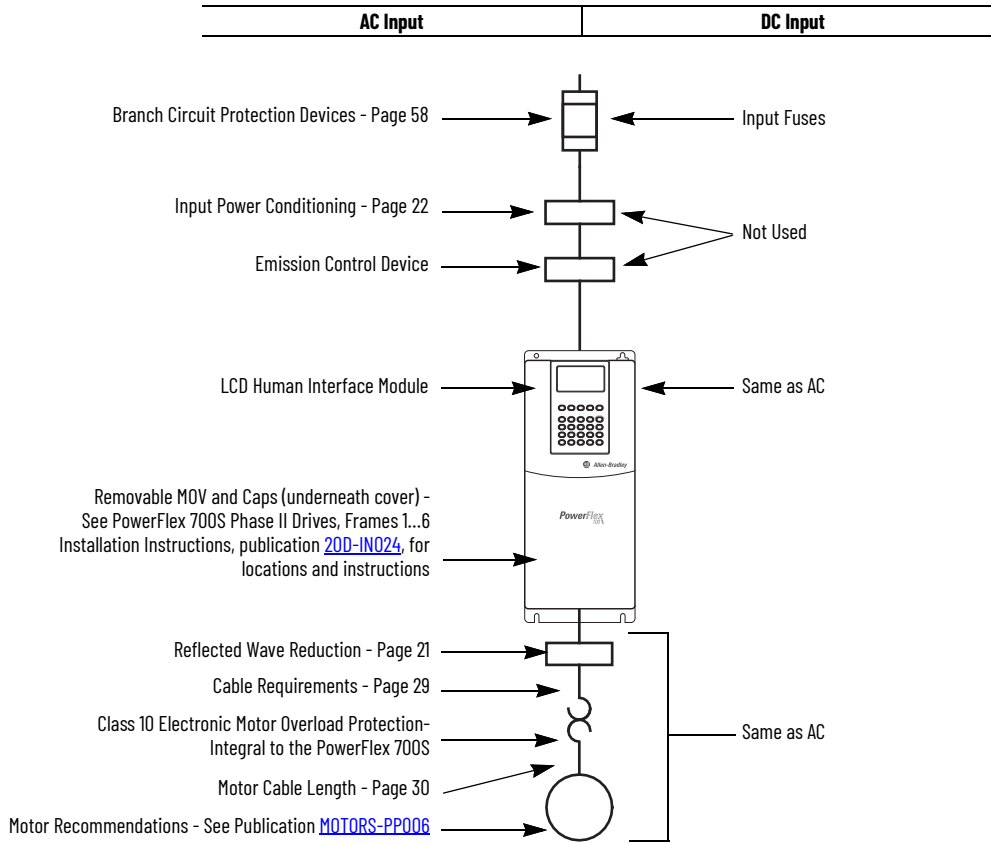 AC Input
DC Input
Branch Circuit Protection Devices - Page 58
Input Fuses
Input Power Conditioning - Page 22
Not Used
Emission Control Device
LCD Human Interface Module
Same as AC
Allen-Bradley
Removable MOV and Caps (underneath cover) -
See PowerFlex 700S Phase II Drives, Frames 1…6
Installation Instructions, publication 20D-IN024, for
locations and instructions
PowerFlex
Reflected Wave Reduction - Page 21
Cable Requirements - Page 29
Class 10 Electronic Motor Overload Protection-
Integral to the PowerFlex 700S
Same as AC
Motor Cable Length - Page 30
Motor Recommendations - See Publication MOTORS-PP006